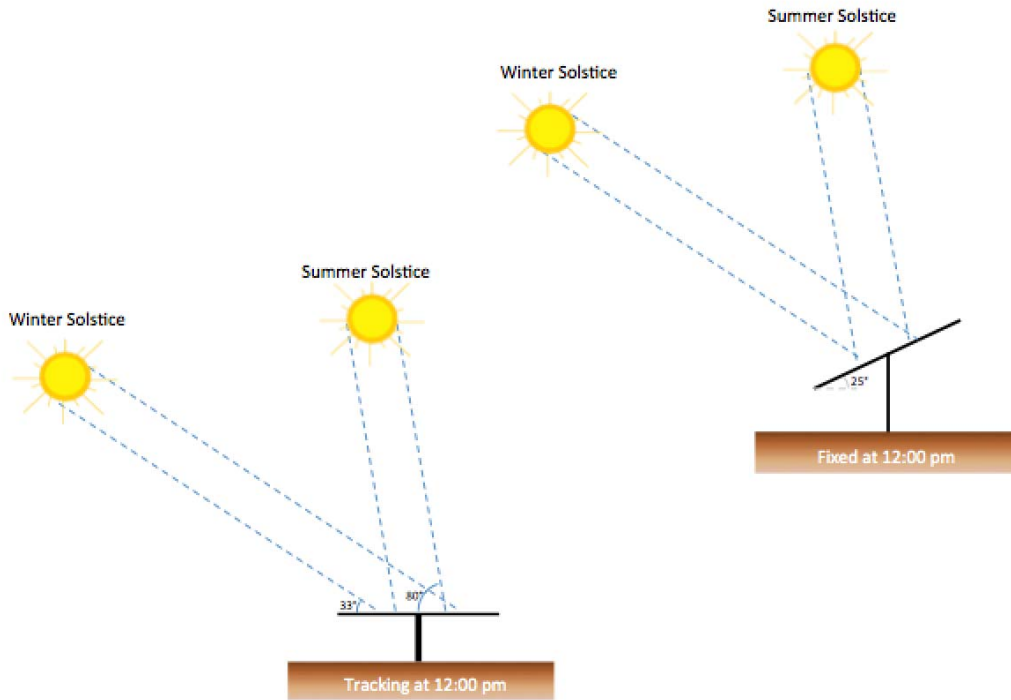 Summer Solstice
Winter Solstice
25°
Fixed at 12:00 pm
Summer Solstice
Winter Solstice
33°
80°
Tracking at 12:00 pm